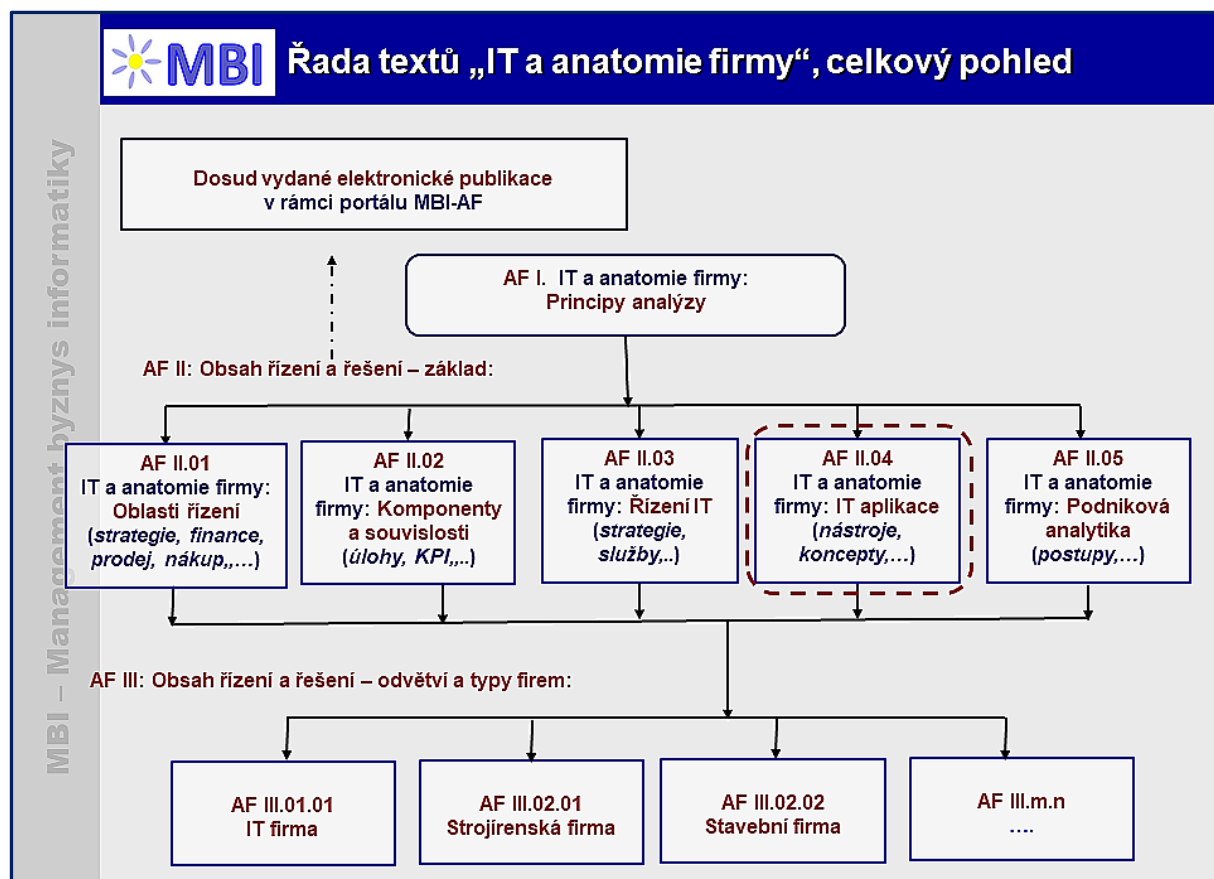 MBI
Řada textů „IT a anatomie firmy“, celkový pohled
MBI – Management byznys informatiky
Dosud vydané elektronické publikace
v rámci portálu MBI-AF
AF I. IT a anatomie firmy:
Principy analýzy
AF II: Obsah řízení a řešení – základ:
AF II.01
IT a anatomie firmy:
Oblasti řízení
(strategie, finance,
prodej, nákup,,…)
AF II.02
IT a anatomie
firmy: Komponenty
a souvislosti
(úlohy, KPI,,..)
AF II.03
IT a anatomie
firmy: Řízení IT
(strategie,
služby,..)
AF II.04
IT a anatomie
firmy: IT aplikace
(nástroje,
koncepty,…)
AF II.05
IT a anatomie
firmy: Podniková
analytika
(postupy,…)
AF III: Obsah řízení a řešení – odvětví a typy firem:
AF III.01.01
IT firma
AF III.02.01
Strojírenská firma
AF III.02.02
Stavební firma
AF III.m.n
….